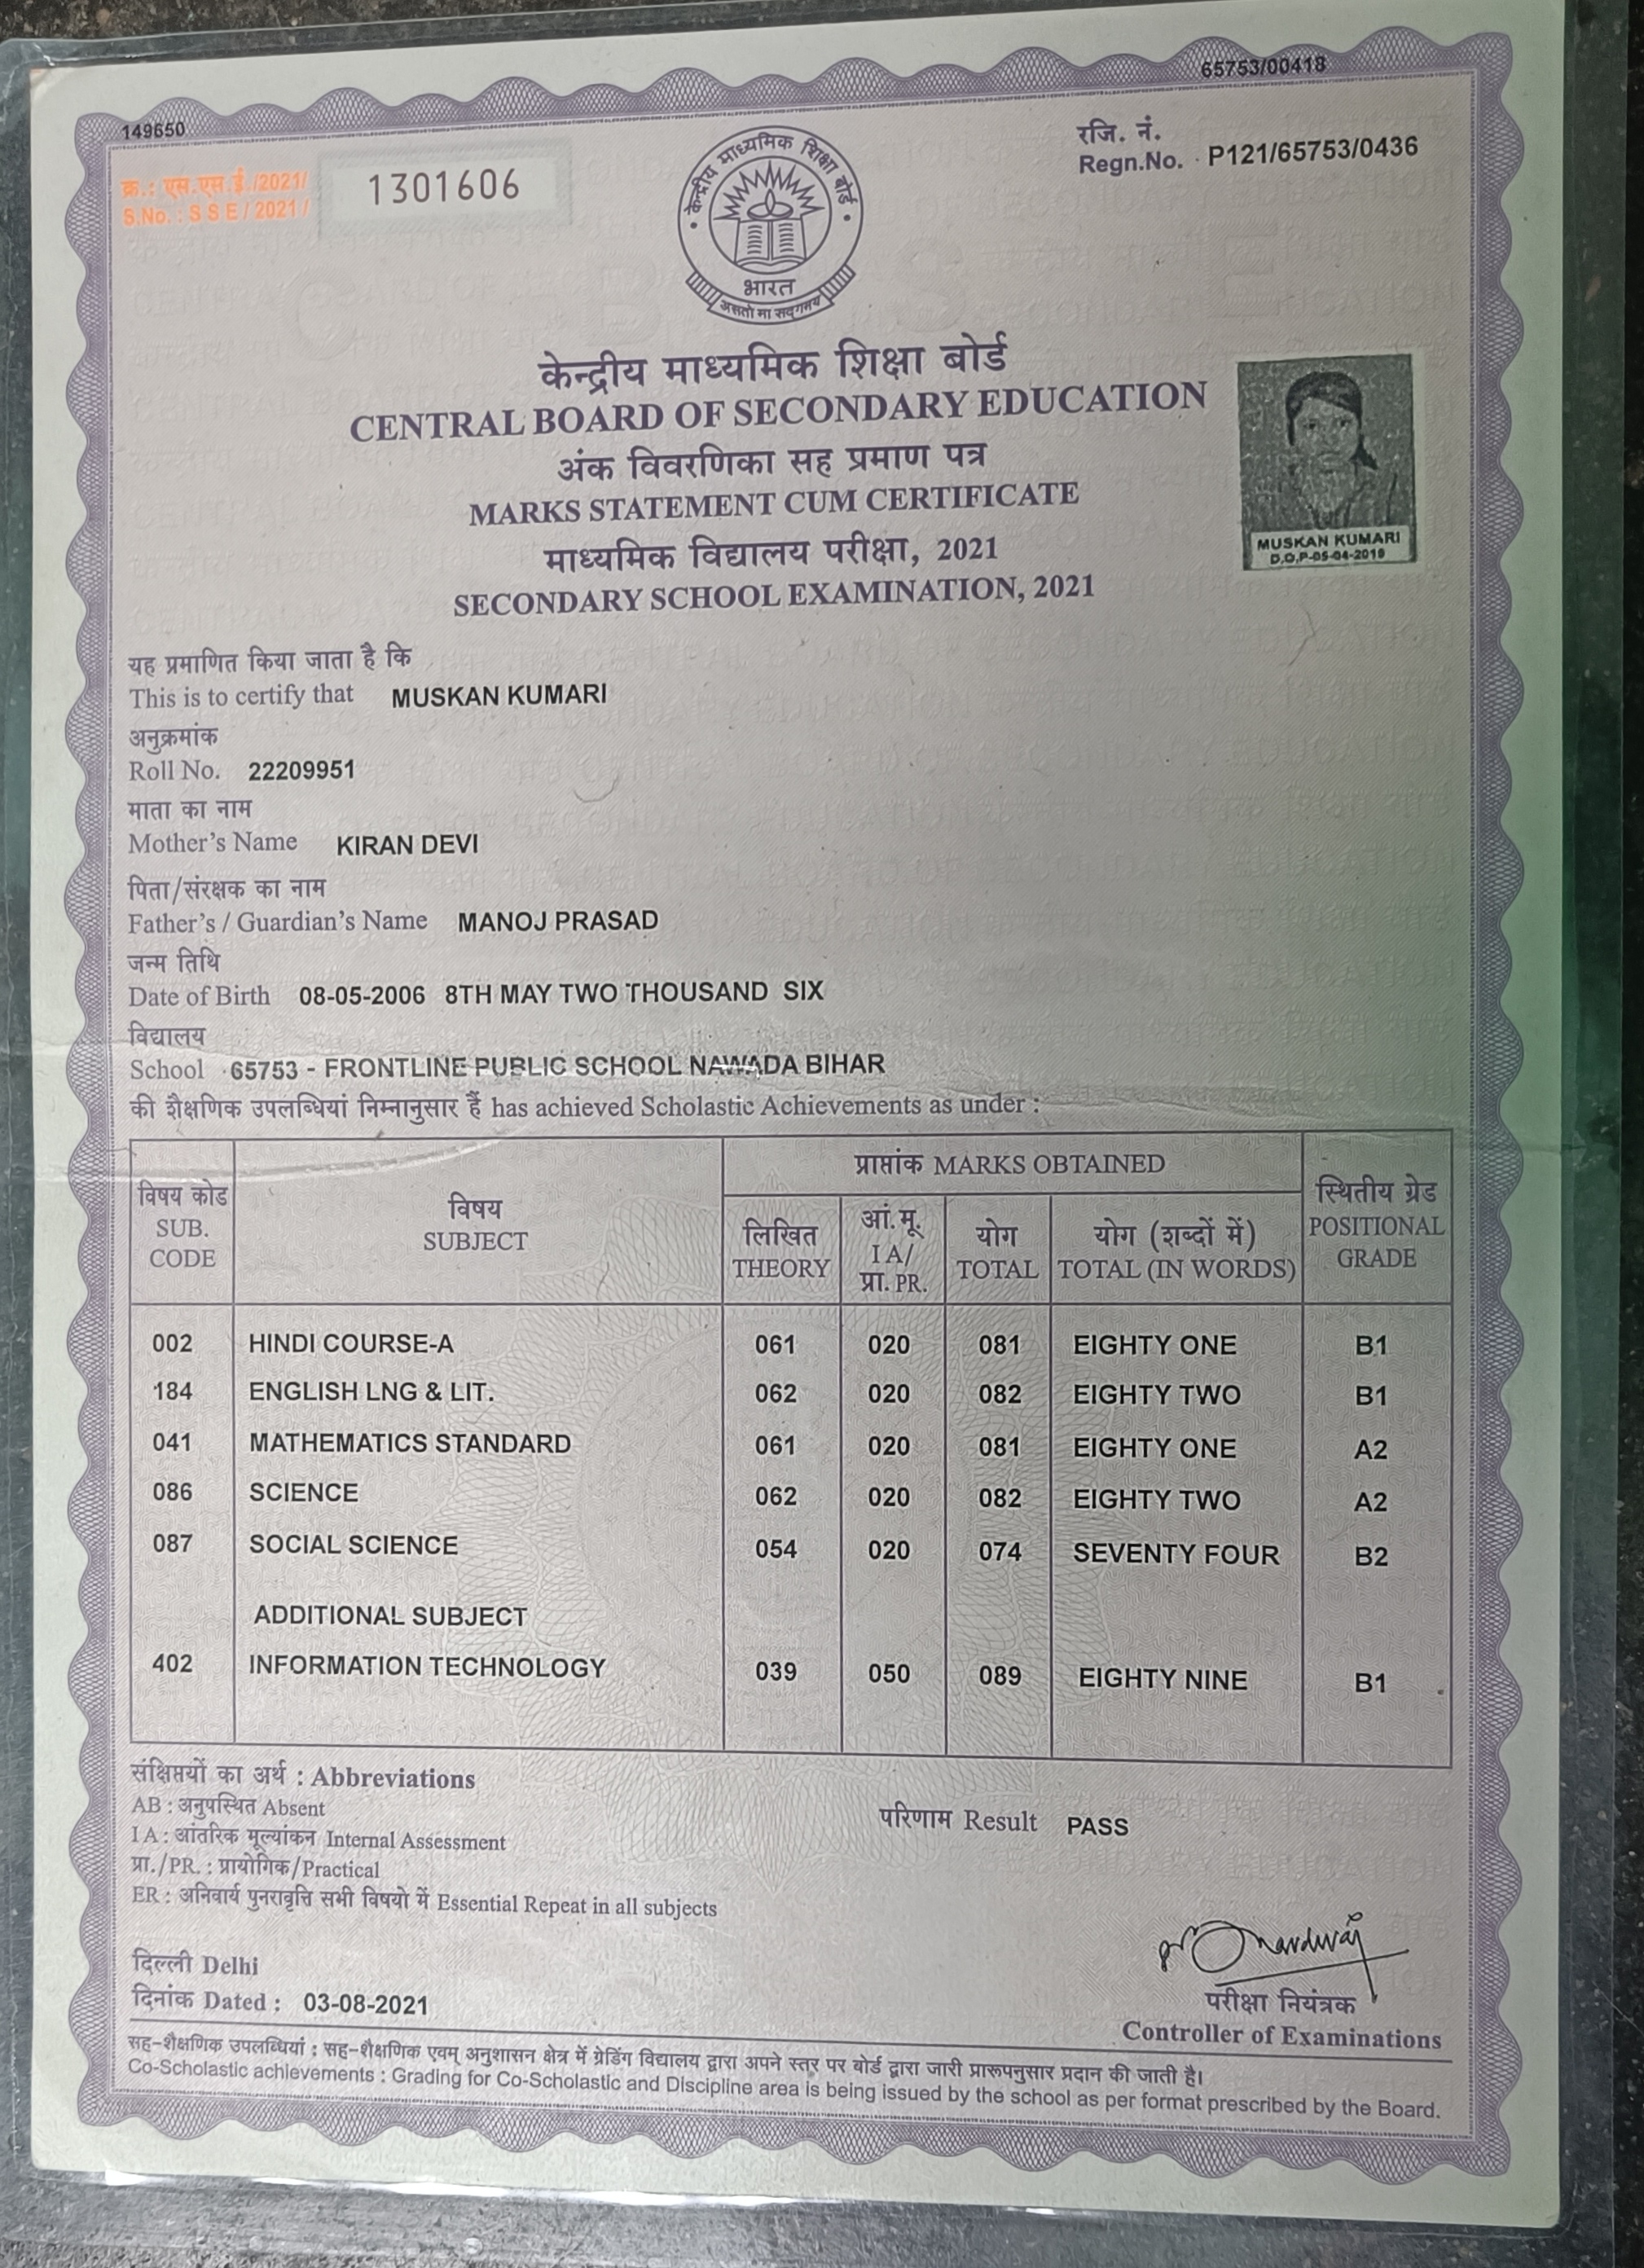 65753/00418
149650
रजि. नं.
Regn.No. P121/65753/0436
क्र.: एस.एस.ई./2021/
S.No. : S S E / 2021 /
1301606
केन्द्रीय माध्यमिक शिक्षा बोर्ड
भारत
असतो मा सद्गमय
केन्द्रीय माध्यमिक शिक्षा बोर्ड
CENTRAL BOARD OF SECONDARY EDUCATION
अंक विवरणिका सह प्रमाण पत्र
MARKS STATEMENT CUM CERTIFICATE
माध्यमिक विद्यालय परीक्षा, 2021
SECONDARY SCHOOL EXAMINATION, 2021
MUSKAN KUMARI
D.O.P-05-04-2019
यह प्रमाणित किया जाता है कि
This is to certify that MUSKAN KUMARI
अनुक्रमांक
Roll No. 22209951
माता का नाम
Mother's Name KIRAN DEVI
पिता/संरक्षक का नाम
Father's / Guardian's Name MANOJ PRASAD
जन्म तिथि
Date of Birth 08-05-2006 8TH MAY TWO THOUSAND SIX
विद्यालय
School 65753 - FRONTLINE PUBLIC SCHOOL NAWADA BIHAR
की शैक्षणिक उपलब्धियां निम्नानुसार हैं has achieved Scholastic Achievements as under :
विषय कोड
SUB.
CODE
विषय
SUBJECT
प्राप्तांक MARKS OBTAINED
लिखित
THEORY
आं.मू.
I A/
प्रा. PR.
योग
TOTAL
योग (शब्दों में)
TOTAL (IN WORDS)
स्थितीय ग्रेड
POSITIONAL
GRADE
002 HINDI COURSE-A 061 020 081 EIGHTY ONE B1
184 ENGLISH LNG & LIT. 062 020 082 EIGHTY TWO B1
041 MATHEMATICS STANDARD 061 020 081 EIGHTY ONE A2
086 SCIENCE 062 020 082 EIGHTY TWO A2
087 SOCIAL SCIENCE 054 020 074 SEVENTY FOUR B2
ADDITIONAL SUBJECT
402 INFORMATION TECHNOLOGY 039 050 089 EIGHTY NINE B1
संक्षिप्तयों का अर्थ : Abbreviations
AB : अनुपस्थित Absent
I A : आंतरिक मूल्यांकन Internal Assessment
प्रा./PR. : प्रायोगिक/Practical
ER : अनिवार्य पुनरावृत्ति सभी विषयो में Essential Repeat in all subjects
परिणाम Result PASS
दिल्ली Delhi
दिनांक Dated : 03-08-2021
परीक्षा नियंत्रक
Controller of Examinations
सह-शैक्षणिक उपलब्धियां : सह-शैक्षणिक एवम् अनुशासन क्षेत्र में ग्रेडिंग विद्यालय द्वारा अपने स्तर पर बोर्ड द्वारा जारी प्रारूपनुसार प्रदान की जाती है।
Co-Scholastic achievements : Grading for Co-Scholastic and Discipline area is being issued by the school as per format prescribed by the Board.